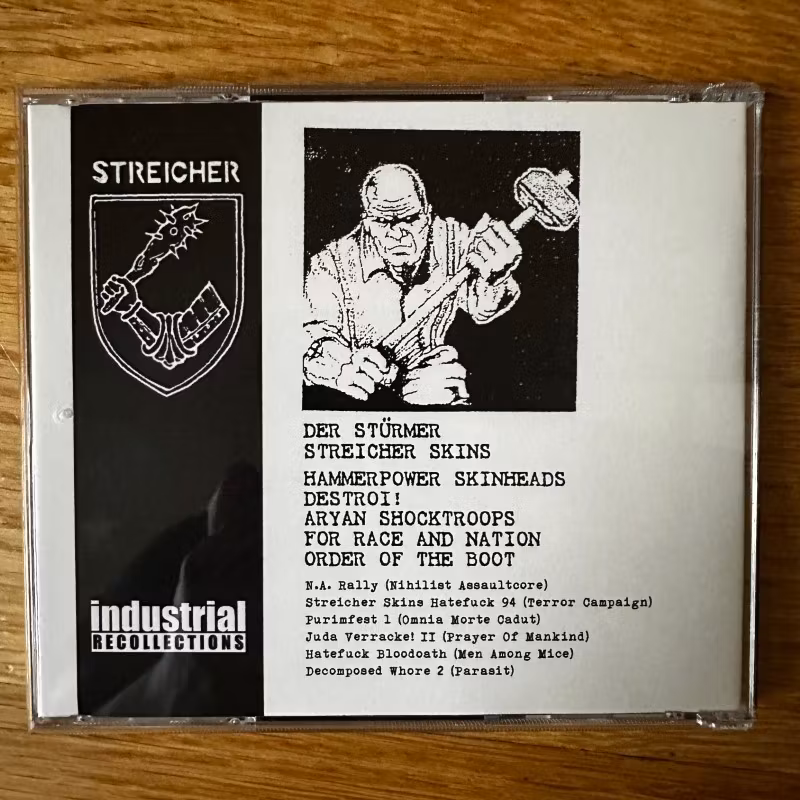 STREICHER
industrial
RECOLLECTIONS
DER STÜRMER
STREICHER SKINS
HAMMERPOWER SKINHEADS
DESTROI!
ARYAN SHOCKTROOPS
FOR RACE AND NATION
ORDER OF THE BOOT
N.A. Rally (Nihilist Assaultcore)
Streicher Skins Hatefuck 94 (Terror Campaign)
Purimfest 1 (Omnia Morte Cadut)
Juda Verracke! II (Prayer Of Mankind)
Hatefuck Bloodoath (Men Among Mice)
Decomposed Whore 2 (Parasit)